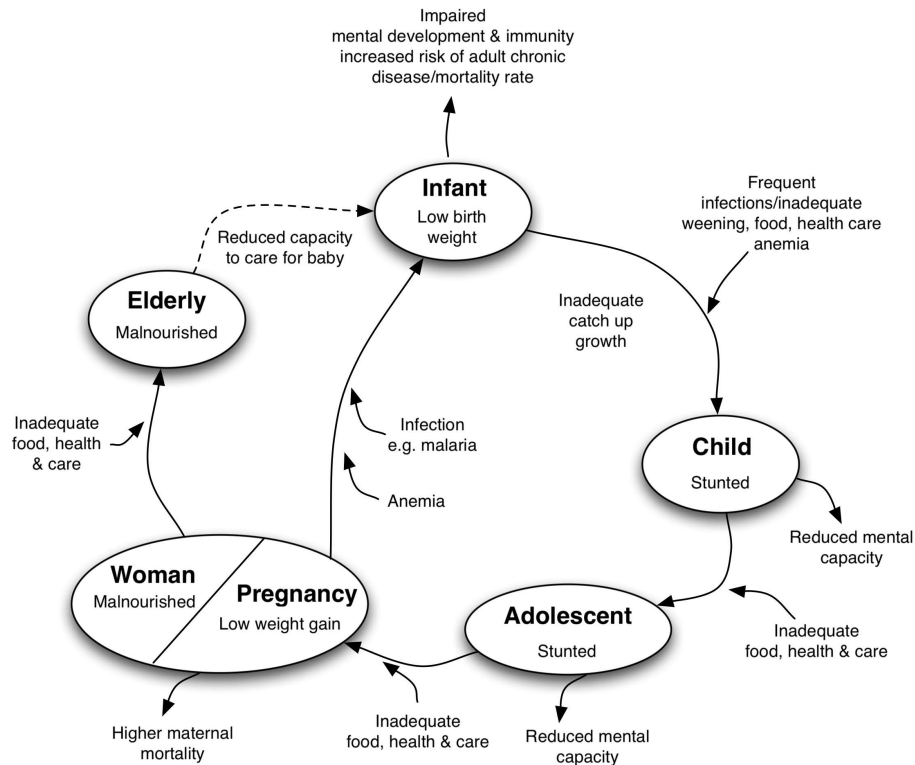 Impaired
mental development & immunity
increased risk of adult chronic
disease/mortality rate
Infant
Low birth
weight
Frequent
infections/inadequate
weening, food, health care
anemia
Reduced capacity
to care for baby
Elderly
Malnourished
Inadequate
catch up
growth
Inadequate
food, health
& care
Infection
e.g. malaria
Anemia
Child
Stunted
Reduced mental
capacity
Woman
Malnourished
Pregnancy
Low weight gain
Adolescent
Stunted
Inadequate
food, health & care
Higher maternal
mortality
Inadequate
food, health & care
Reduced mental
capacity